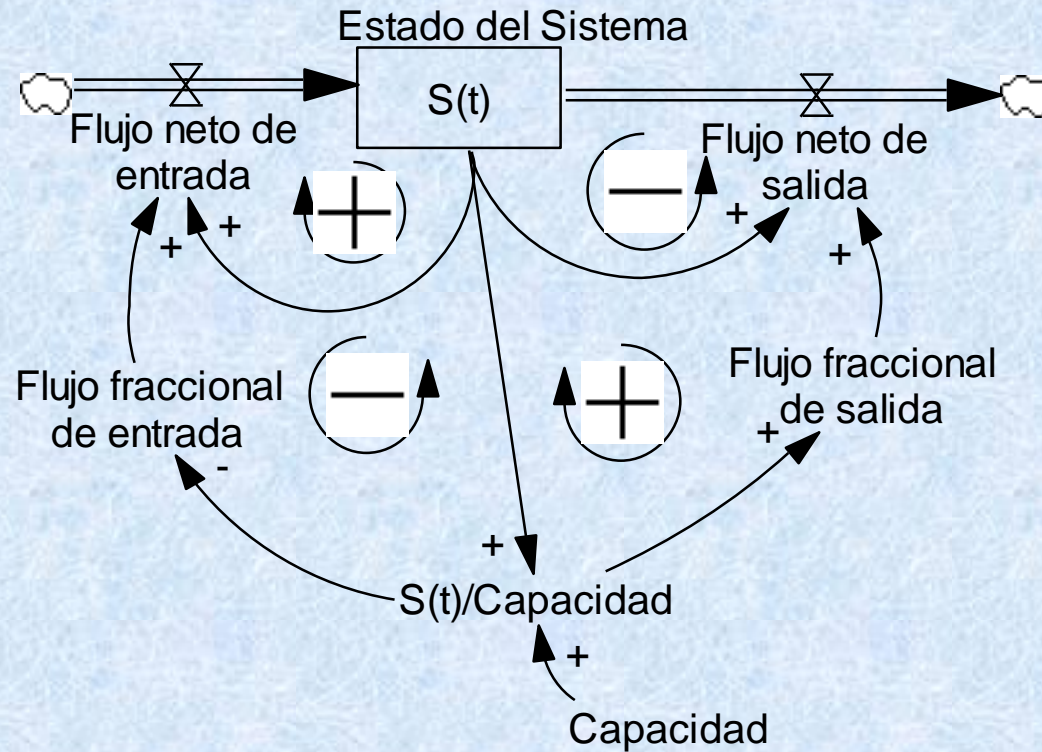 Estado del Sistema
S(t)
Flujo neto de
entrada
Flujo neto de
salida
+
+
+
−
+
+
Flujo fraccional
de entrada
Flujo fraccional
de salida
−
+
+
-
+
S(t)/Capacidad
+
Capacidad